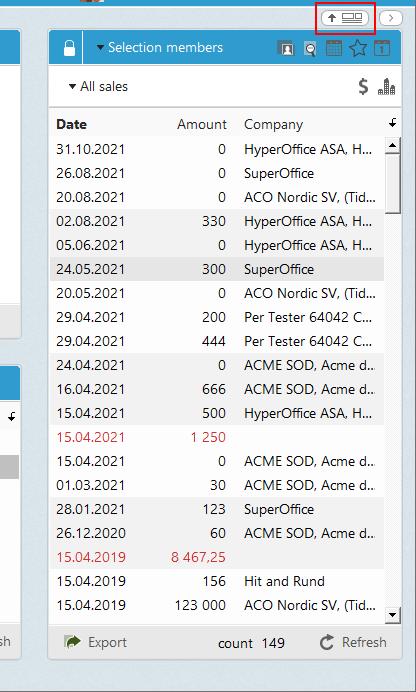 Selection members
All sales
Date Amount Company
31.10.2021 0 HyperOffice ASA, H...
26.08.2021 0 SuperOffice
20.08.2021 0 ACO Nordic SV, (Tid...
02.08.2021 330 HyperOffice ASA, H...
05.06.2021 0 HyperOffice ASA, H...
24.05.2021 300 SuperOffice
20.05.2021 0 ACO Nordic SV, (Tid...
29.04.2021 200 Per Tester 64042 C...
29.04.2021 444 Per Tester 64042 C...
24.04.2021 0 ACME SOD, Acme d...
16.04.2021 666 ACME SOD, Acme d...
15.04.2021 500 HyperOffice ASA, H...
15.04.2021 1 250
15.04.2021 0 ACME SOD, Acme d...
01.03.2021 30 ACME SOD, Acme d...
28.01.2021 123 SuperOffice
26.12.2020 60 ACME SOD, Acme d...
15.04.2019 8 467,25
15.04.2019 156 Hit and Rund
15.04.2019 123 000 ACO Nordic SV, (Tid...
sh Export count 149 Refresh